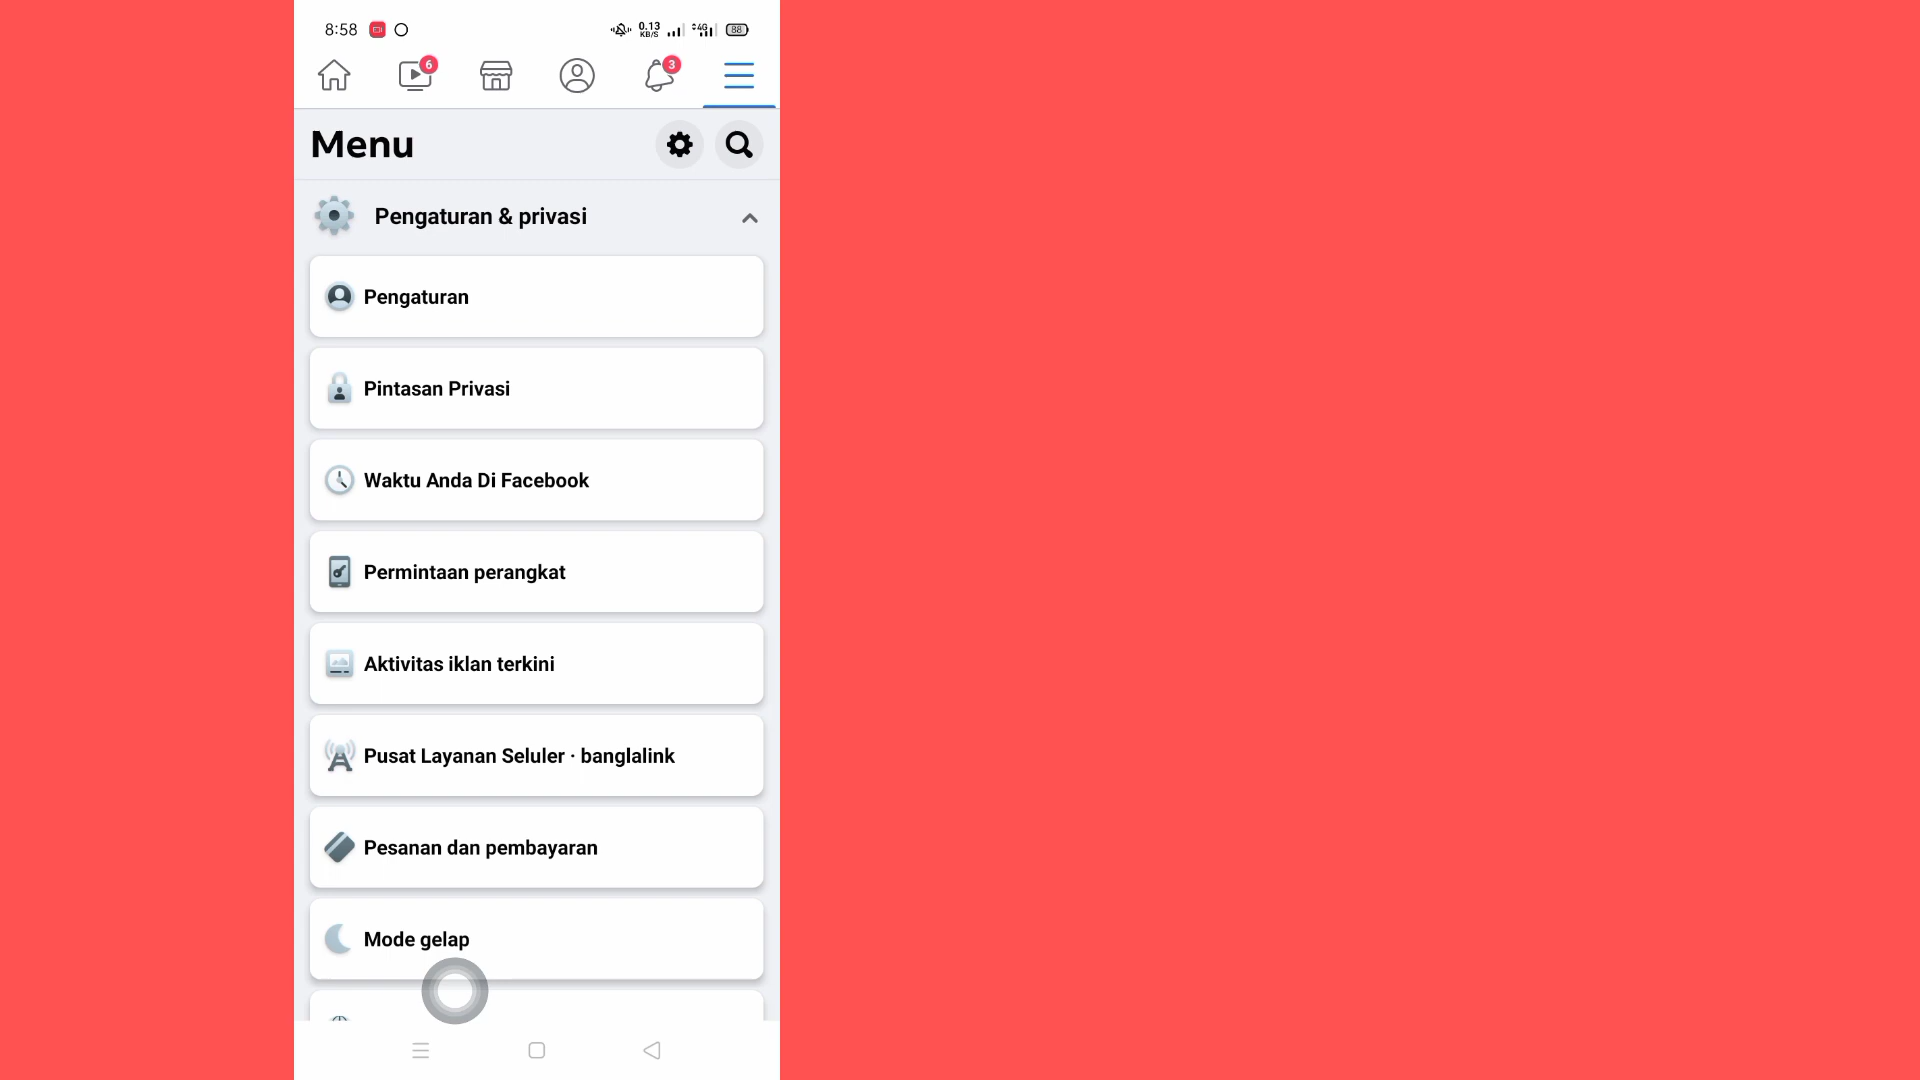 8:58
0.13
KB/S
4G
88
6
3
Menu
Pengaturan & privasi
Pengaturan
Pintasan Privasi
Waktu Anda Di Facebook
Permintaan perangkat
Aktivitas iklan terkini
Pusat Layanan Seluler · banglalink
Pesanan dan pembayaran
Mode gelap